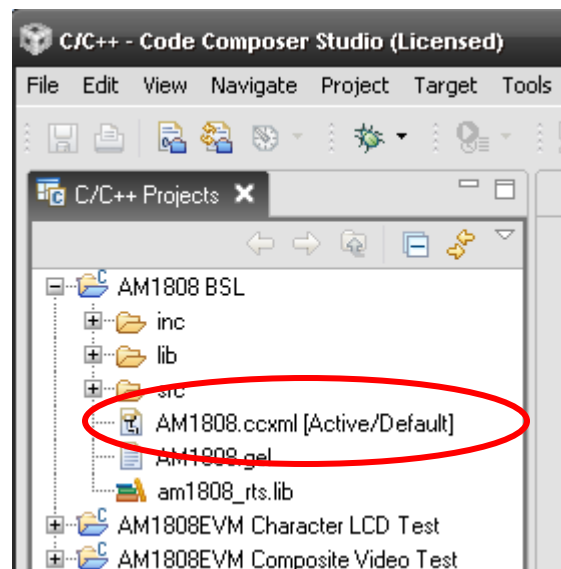 C/C++ - Code Composer Studio (Licensed)
File Edit View Navigate Project Target Tools
C/C++ Projects
AM1808 BSL
inc
lib
src
AM1808.ccxml [Active/Default]
AM1808.gel
am1808_rts.lib
AM1808EVM Character LCD Test
AM1808EVM Composite Video Test